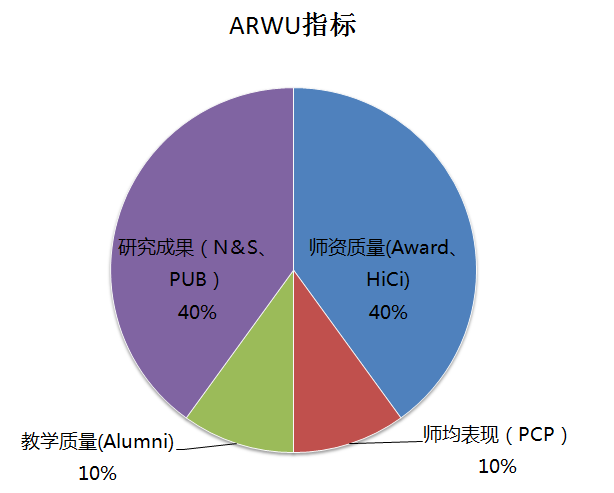 ARWU指标
研究成果（N&S、
PUB）
40%
师资质量(Award、
HiCi)
40%
教学质量(Alumni)
10%
师均表现（PCP）
10%